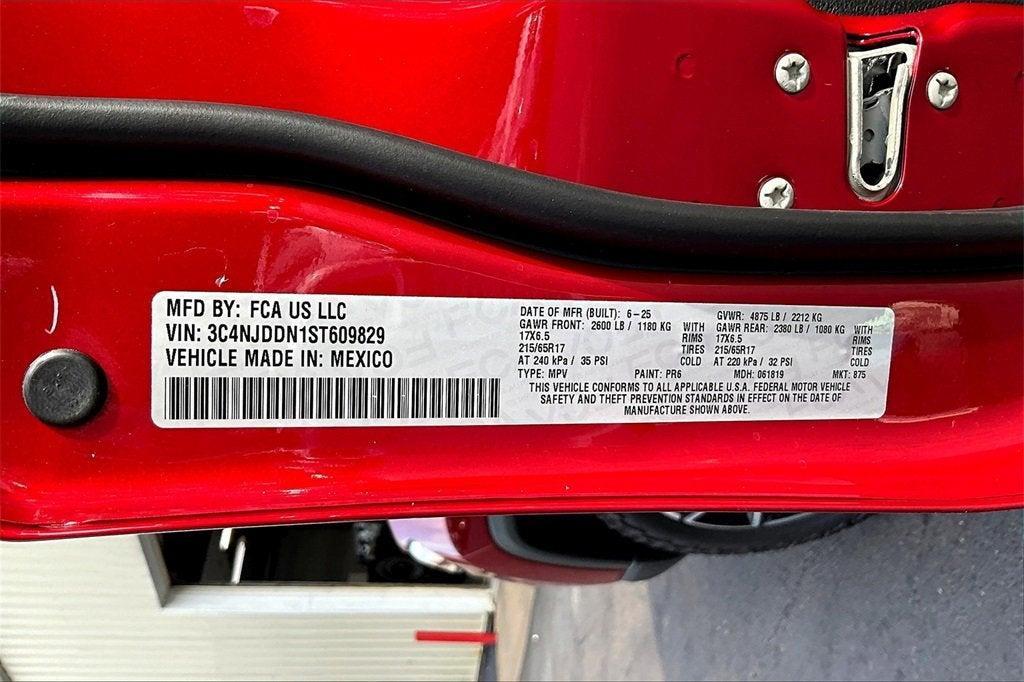 MFD BY: FCA US LLC
VIN: 3C4NJDDN1ST609829
VEHICLE MADE IN: MEXICO
DATE OF MFR (BUILT): 6-25 GVWR: 4875 LB / 2212 KG
GAWR FRONT: 2600 LB / 1180 KG WITH GAWR REAR: 2380 LB / 1080 KG WITH
17X6.5 RIMS 17X6.5 RIMS
215/65R17 TIRES 215/65R17 TIRES
AT 240 kPa / 35 PSI COLD AT 220 kPa / 32 PSI COLD
TYPE: MPV PAINT: PR6 MDH: 061819 MKT: 875
THIS VEHICLE CONFORMS TO ALL APPLICABLE U.S.A. FEDERAL MOTOR VEHICLE
SAFETY AND THEFT PREVENTION STANDARDS IN EFFECT ON THE DATE OF
MANUFACTURE SHOWN ABOVE.